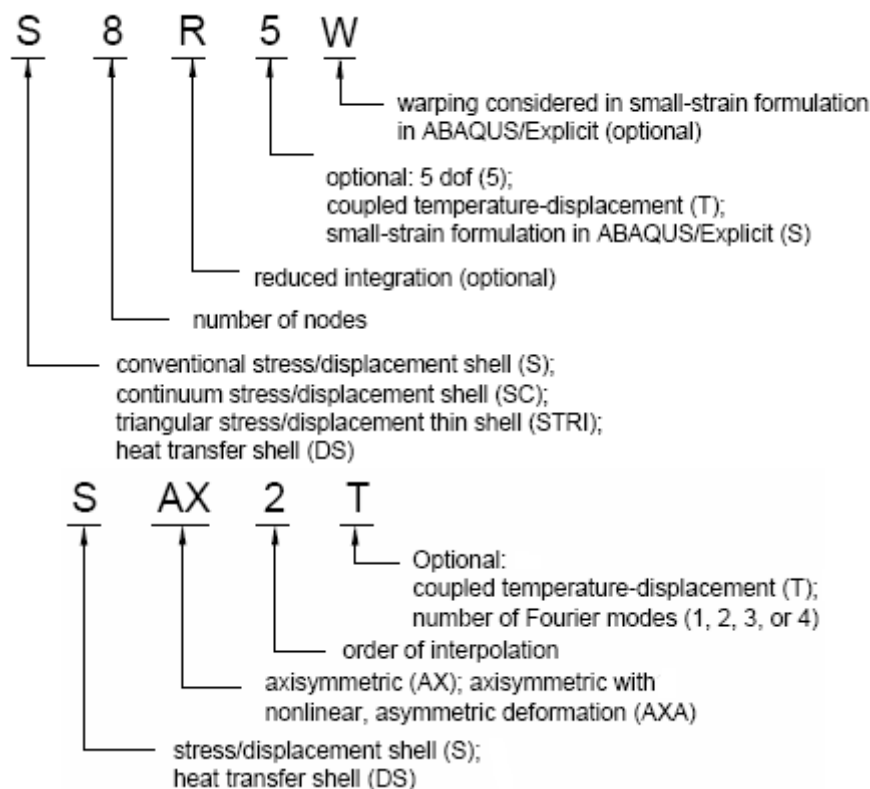 S 8 R 5 W
warping considered in small-strain formulation
in ABAQUS/Explicit (optional)
optional: 5 dof (5);
coupled temperature-displacement (T);
small-strain formulation in ABAQUS/Explicit (S)
reduced integration (optional)
number of nodes
conventional stress/displacement shell (S);
continuum stress/displacement shell (SC);
triangular stress/displacement thin shell (STRI);
heat transfer shell (DS)
S AX 2 T
Optional:
coupled temperature-displacement (T);
number of Fourier modes (1, 2, 3, or 4)
order of interpolation
axisymmetric (AX); axisymmetric with
nonlinear, asymmetric deformation (AXA)
stress/displacement shell (S);
heat transfer shell (DS)